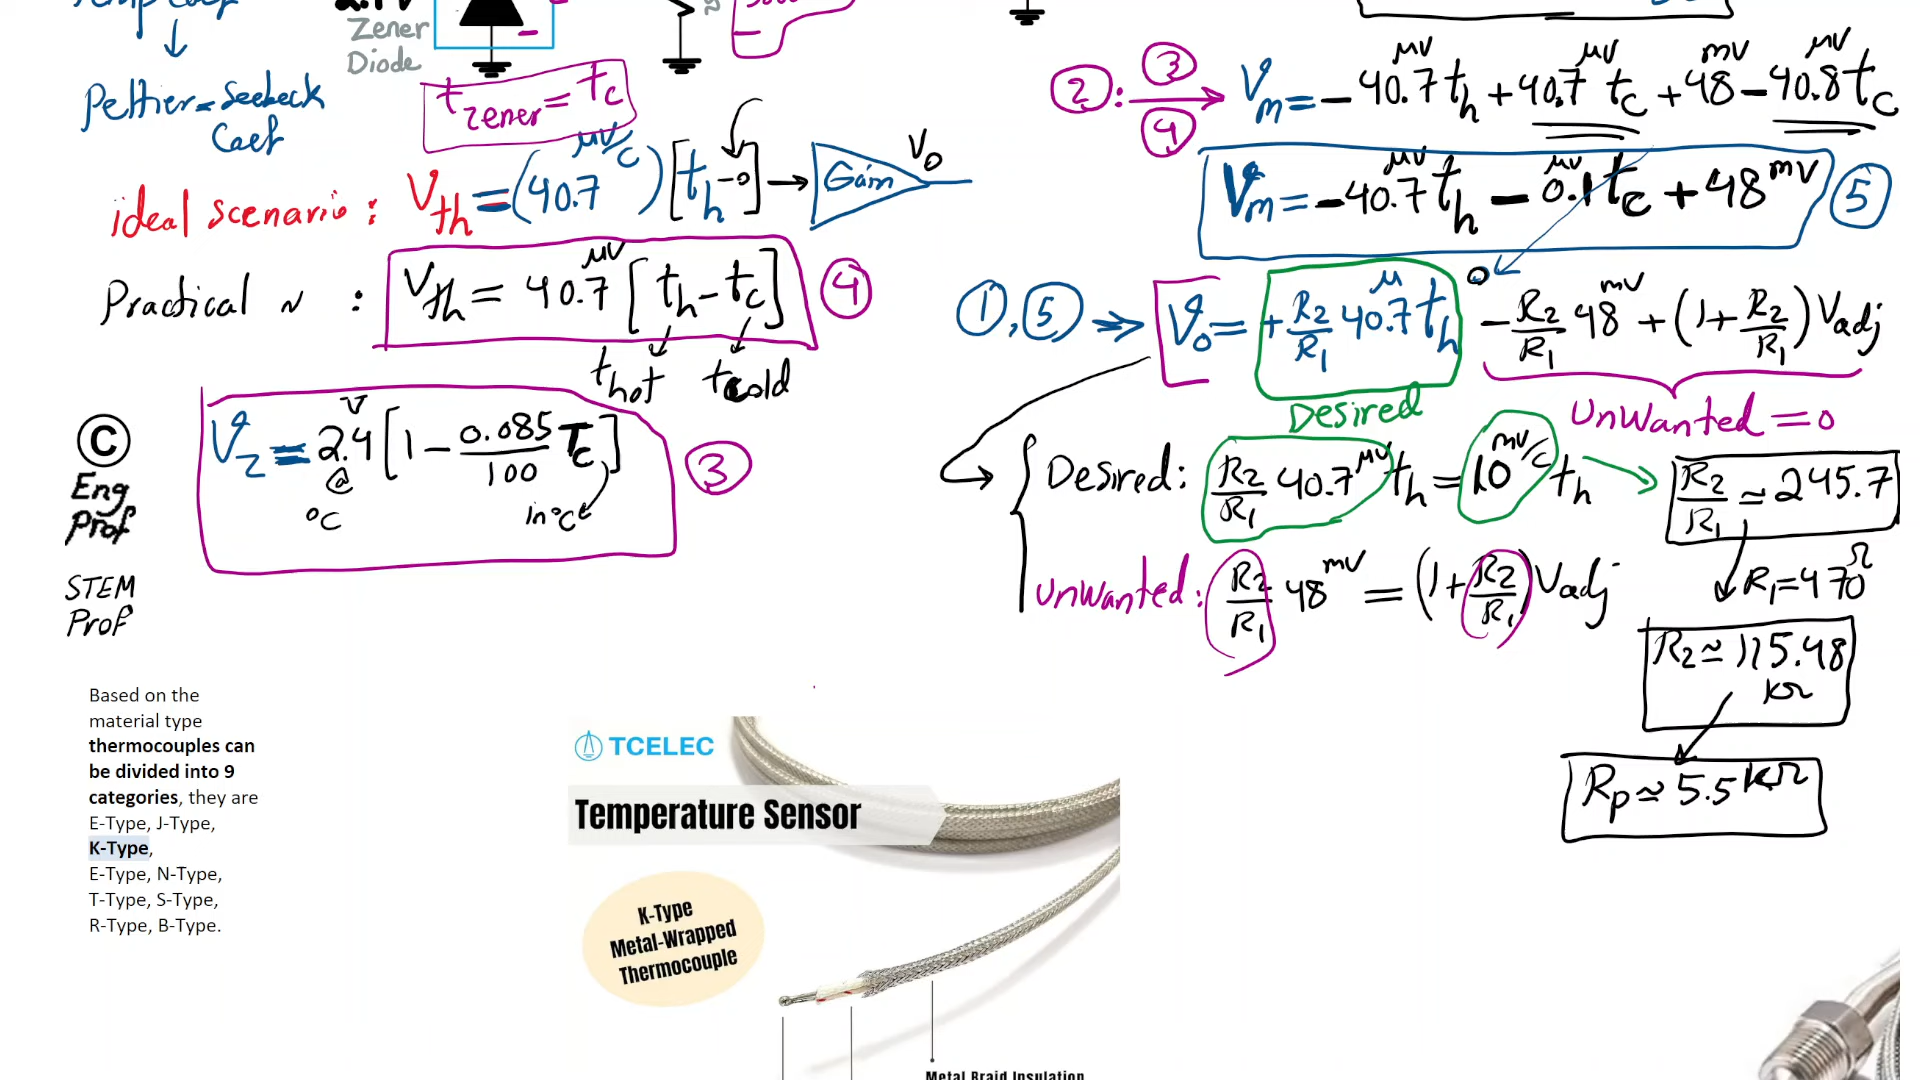 Zener
Diode
Peltier = Seebeck
Coef
t_zener = t_c
ideal scenario : V_th = (40.7 μV/C) [t_h - 0] → Gain V_o
Practical ~ : V_th = 40.7 μV [t_h - t_c] ④
t_hot t_cold
V_z = 2.4 V [1 - 0.085/100 T_c] ③
@
°C
in °C
©
Eng
Prof
STEM
Prof
Based on the
material type
thermocouples can
be divided into 9
categories, they are
E-Type, J-Type,
K-Type,
E-Type, N-Type,
T-Type, S-Type,
R-Type, B-Type.
TCELEC
Temperature Sensor
K-Type
Metal-Wrapped
Thermocouple
Metal Braid Insulation
② : ③ ④ → V_m = - 40.7 μV t_h + 40.7 μV t_c + 48 mV - 40.8 μV t_c
V_m = - 40.7 μV t_h - 0.1 μV t_c + 48 mV ⑤
0
①, ⑤ ⇒ V_o = + R2/R1 40.7 μ t_h - R2/R1 48 mV + (1 + R2/R1) V_adj
Desired
Unwanted = 0
Desired : R2/R1 40.7 μV t_h = 10 mV/C t_h → R2/R1 ≃ 245.7
Unwanted : R2/R1 48 mV = (1 + R2/R1) V_adj
R1 = 470 Ω
R2 ≃ 115.48
kΩ
Rp ≃ 5.5 kΩ